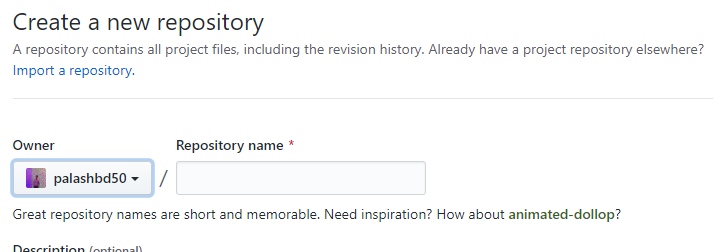 Create a new repository
A repository contains all project files, including the revision history. Already have a project repository elsewhere?
Import a repository.
Owner
Repository name *
palashbd50
/
Great repository names are short and memorable. Need inspiration? How about animated-dollop?
Description (optional)